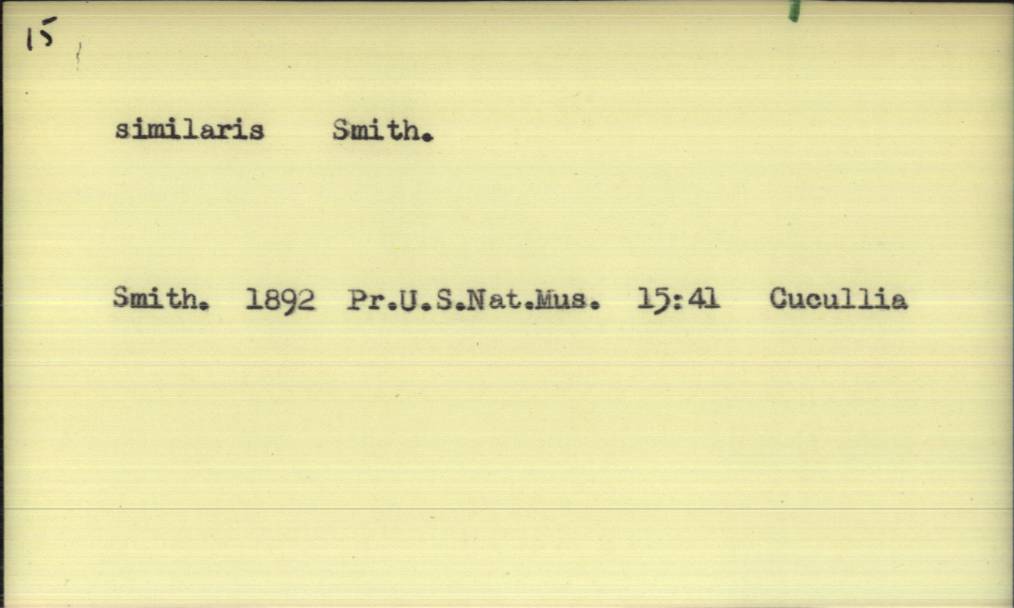 15
similaris Smith.
Smith. 1892 Pr.U.S.Nat.Mus. 15:41 Cucullia